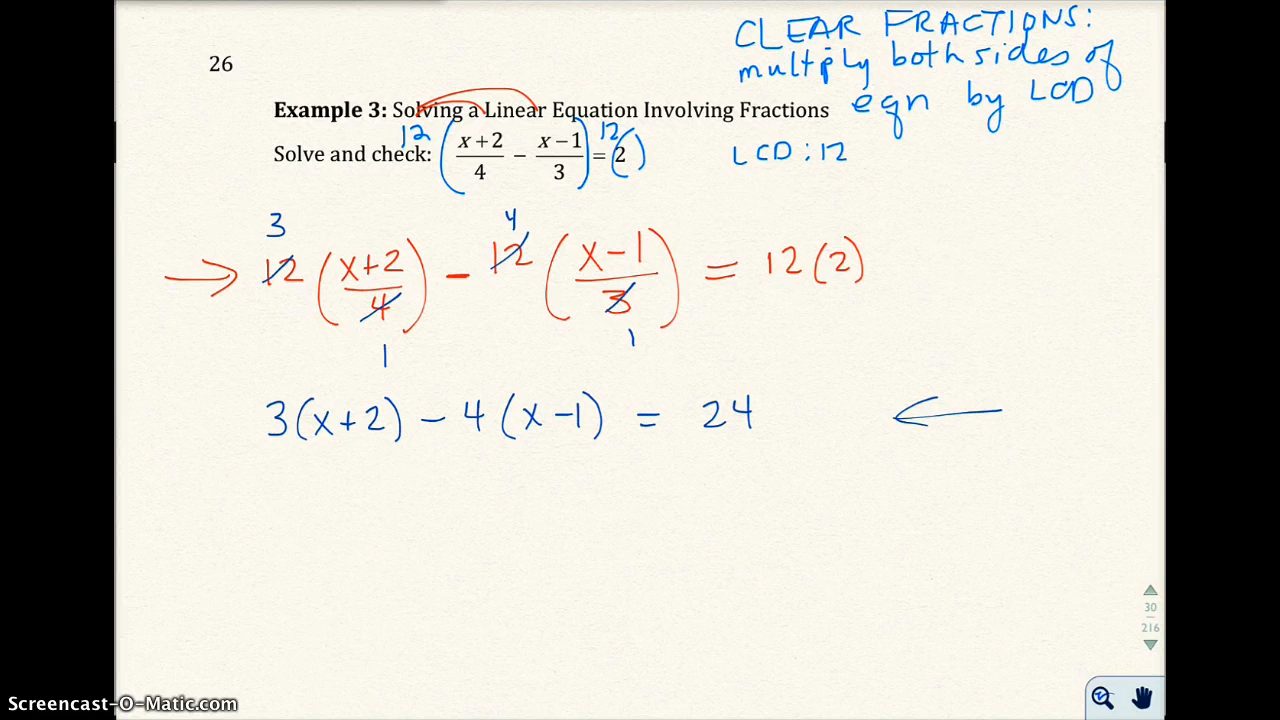 CLEAR FRACTIONS:
26
multiply both sides of
eqn by LCD
Example 3: Solving a Linear Equation Involving Fractions
Solve and check: 12((x + 2)/4 − (x − 1)/3) = 12(2)
LCD : 12
3 4
→ 12(x+2/4) - 12(x-1/3) = 12(2)
1 1
3(x+2) - 4(x-1) = 24 ←
30
216
Screencast-O-Matic.com